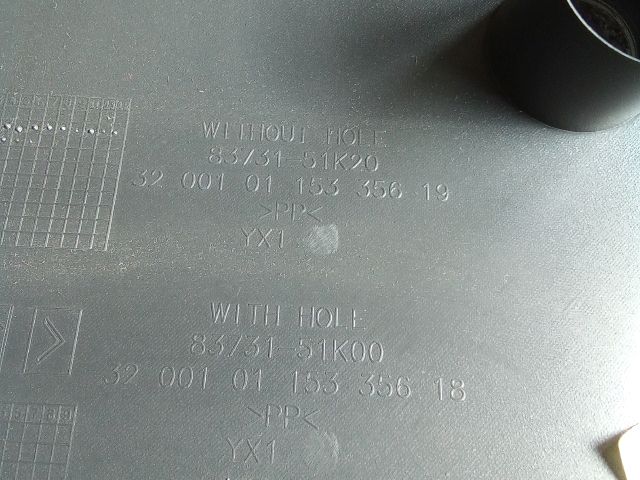 WITHOUT HOLE
83731-51K20
32 001 01 153 356 19
>PP<
YX1
WITH HOLE
83731-51K00
32 001 01 153 356 18
>PP<
YX1